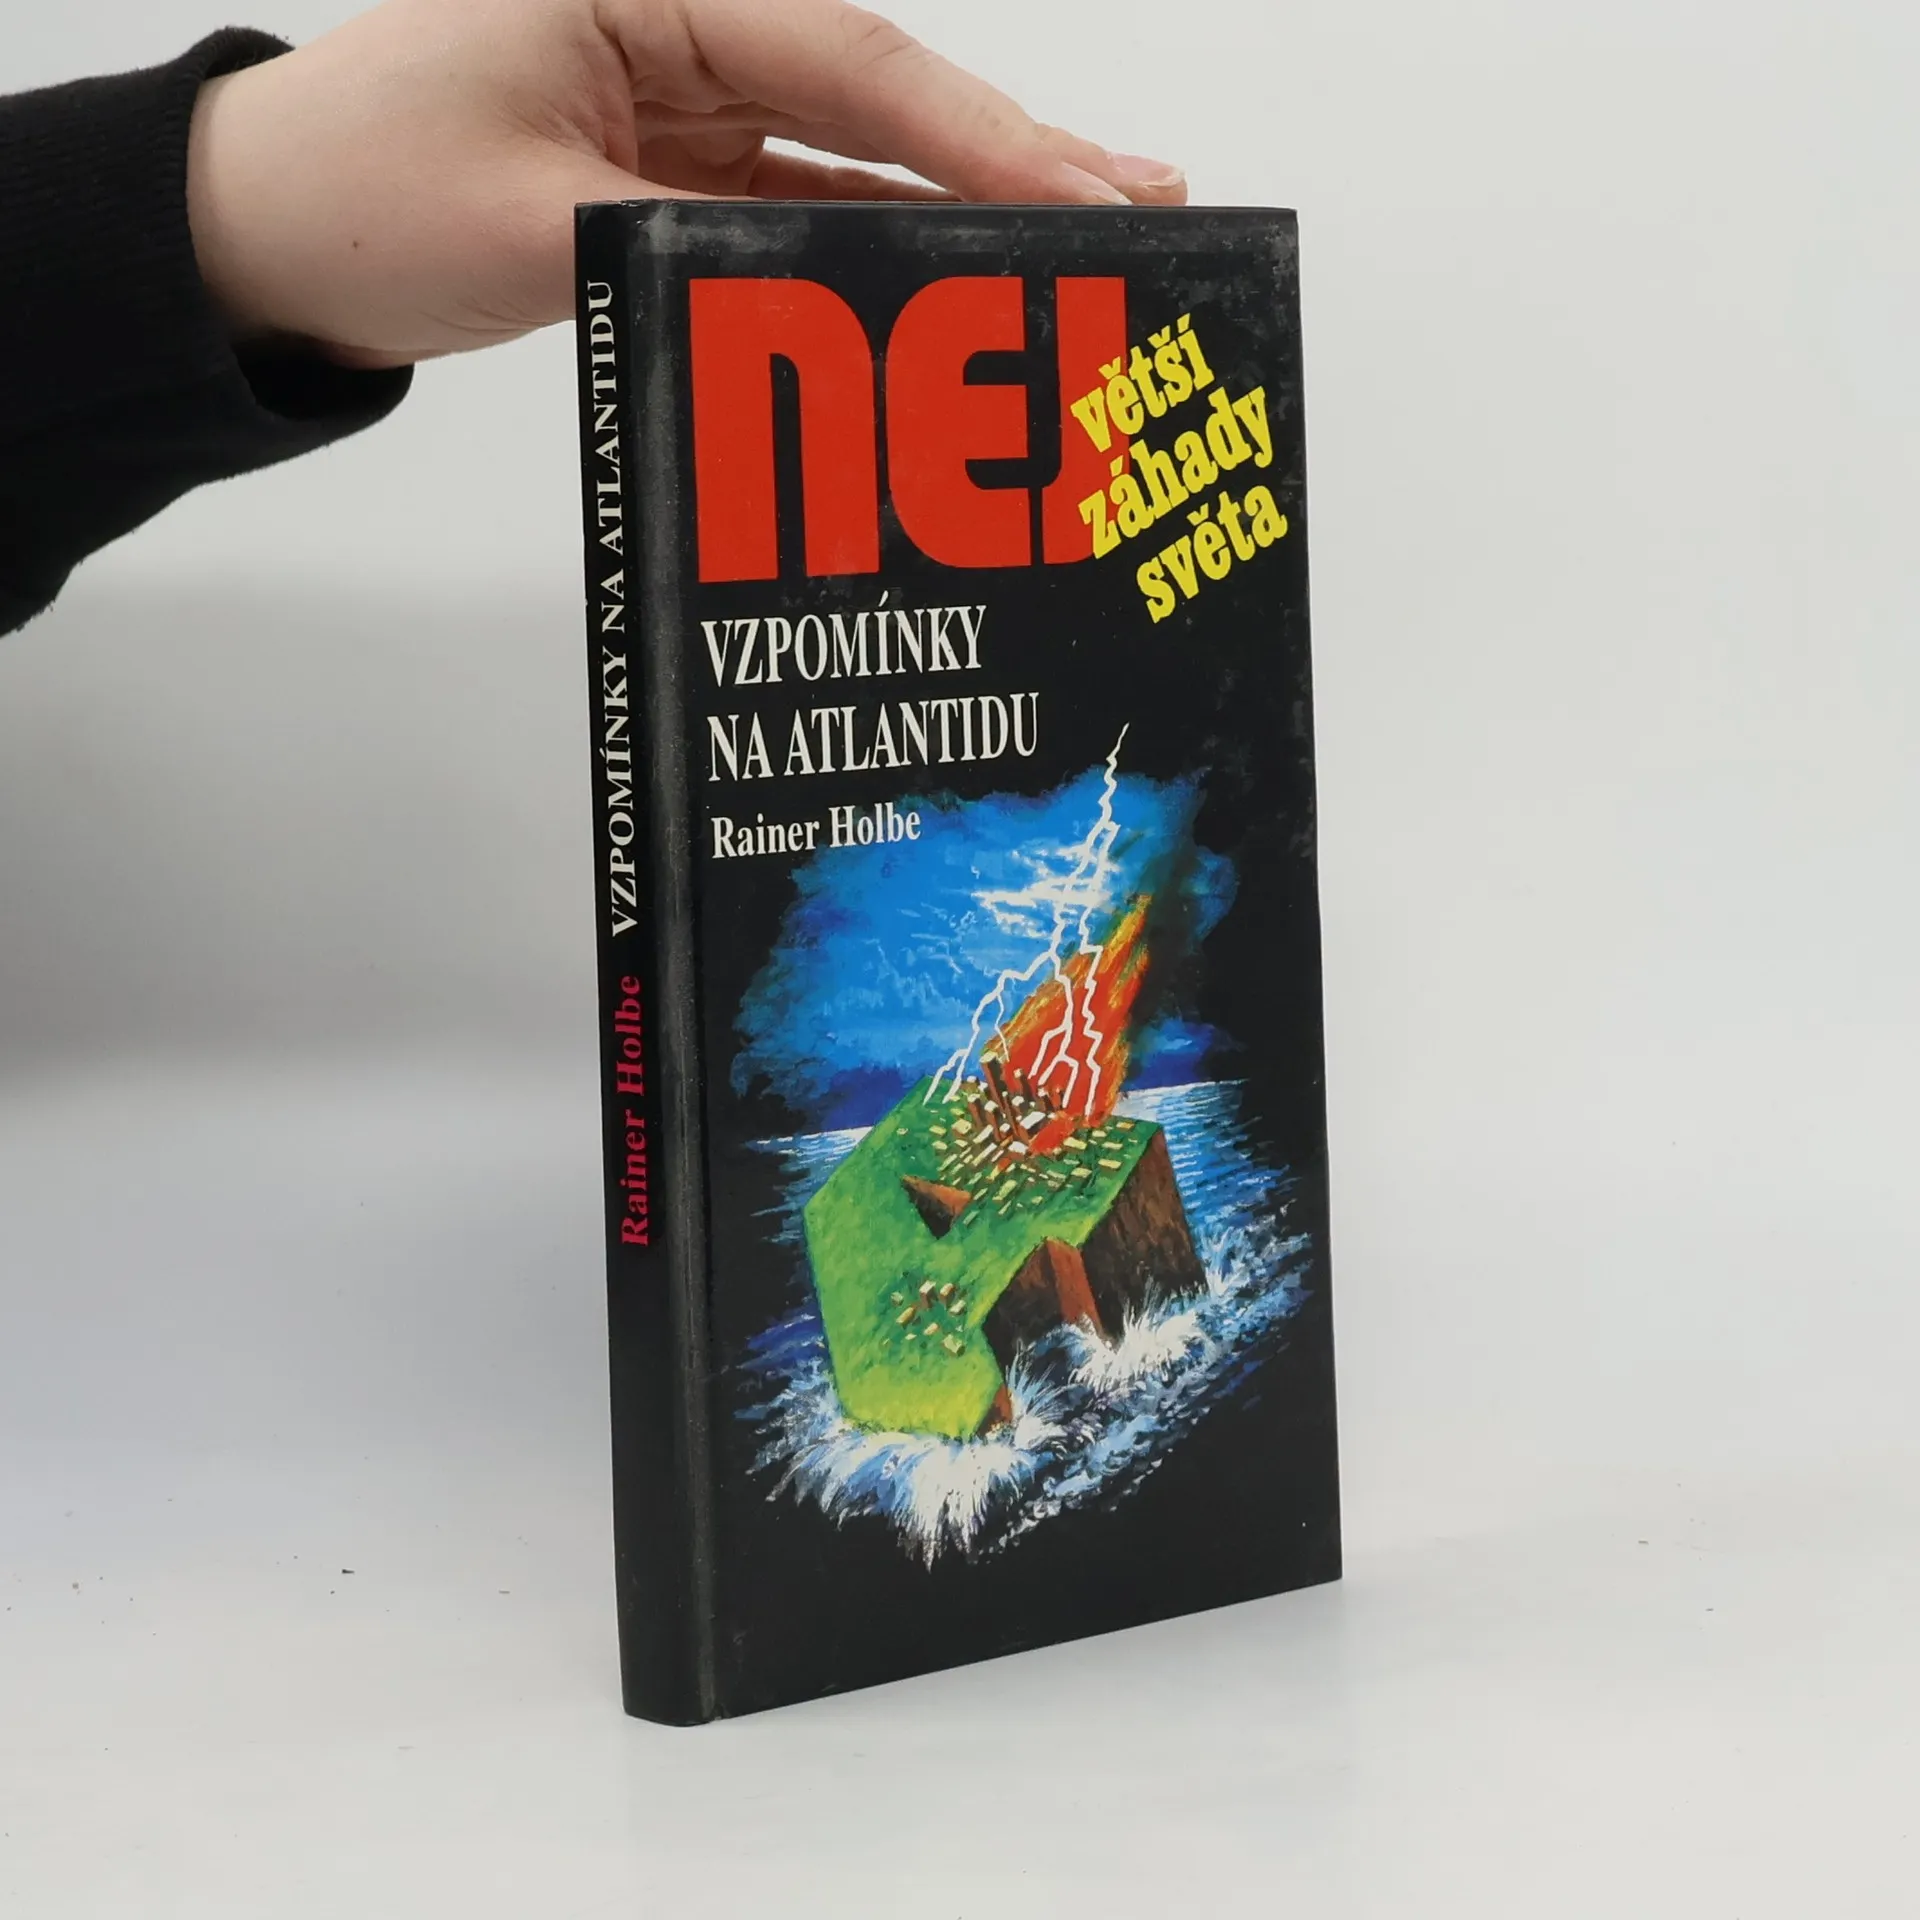 NEJ
větší
záhady
světa
VZPOMÍNKY
NA ATLANTIDU
Rainer Holbe
Rainer Holbe VZPOMÍNKY NA ATLANTIDU